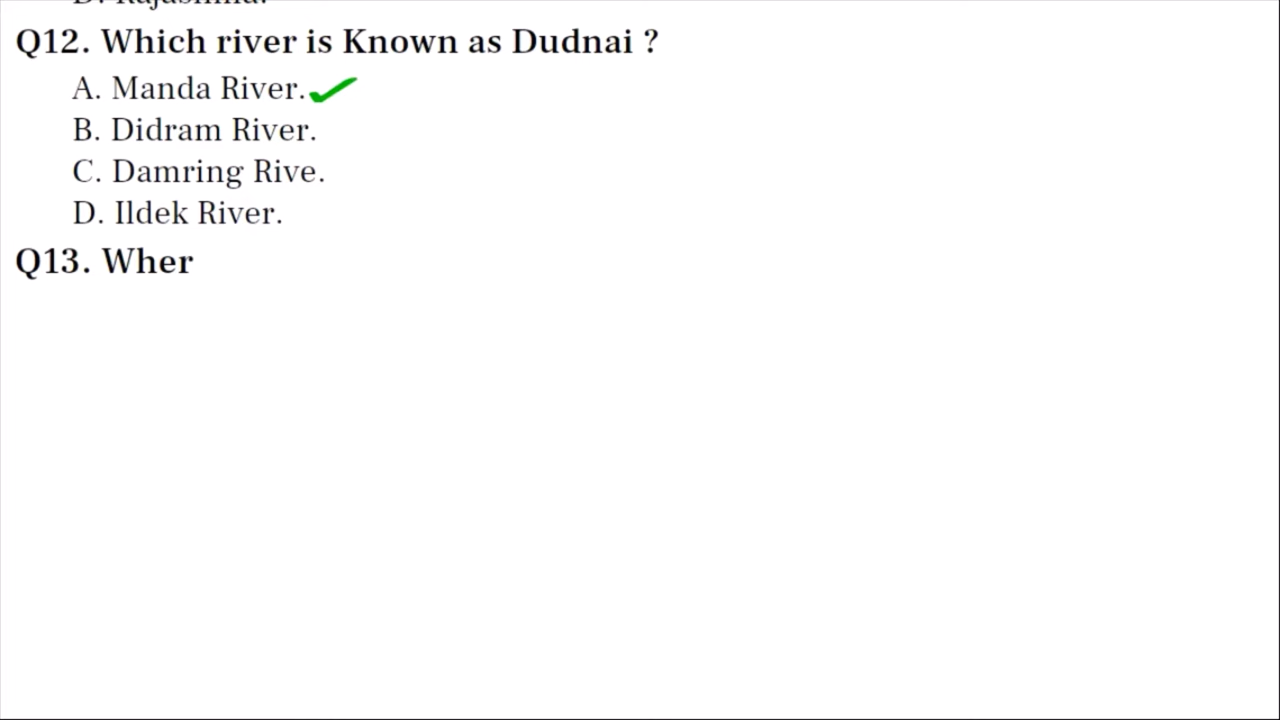 Q12. Which river is Known as Dudnai ?
A. Manda River.
B. Didram River.
C. Damring Rive.
D. Ildek River.
Q13. Wher